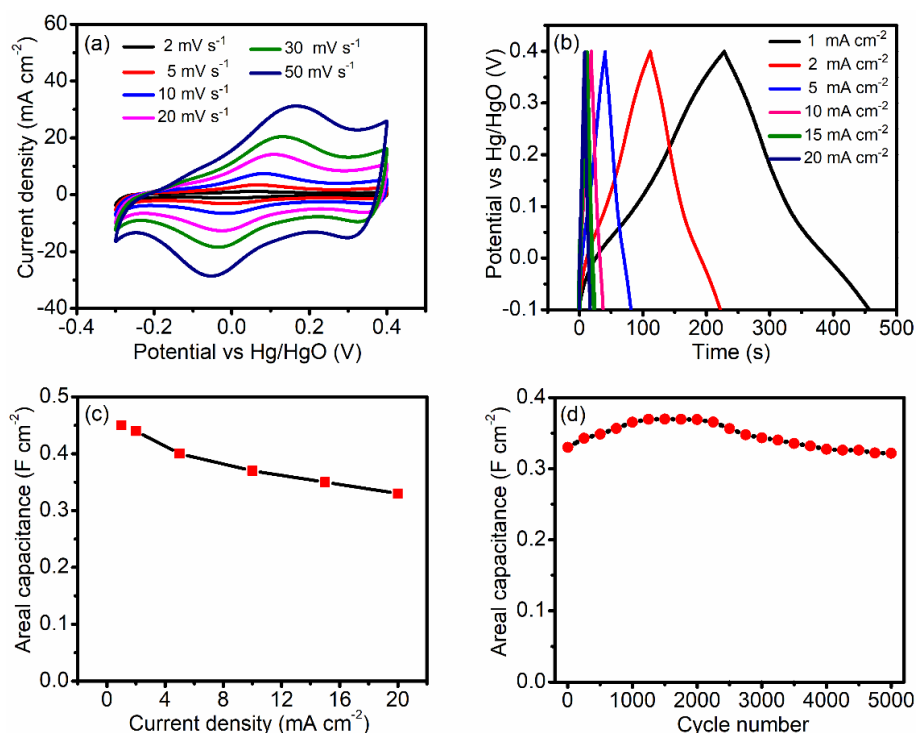 (a)
2 mV s⁻¹
5 mV s⁻¹
10 mV s⁻¹
20 mV s⁻¹
30 mV s⁻¹
50 mV s⁻¹
60
40
20
0
-20
-40
Current density (mA cm⁻²)
-0.4
-0.2
0.0
0.2
0.4
Potential vs Hg/HgO (V)
(b)
1 mA cm⁻²
2 mA cm⁻²
5 mA cm⁻²
10 mA cm⁻²
15 mA cm⁻²
20 mA cm⁻²
0.4
0.3
0.2
0.1
0.0
-0.1
Potential vs Hg/HgO (V)
0
100
200
300
400
500
Time (s)
(c)
0.5
0.4
0.3
0.2
0.1
0.0
Areal capacitance (F cm⁻²)
0
4
8
12
16
20
Current density (mA cm⁻²)
(d)
0.4
0.3
0.2
0.1
0.0
Areal capacitance (F cm⁻²)
0
1000
2000
3000
4000
5000
Cycle number